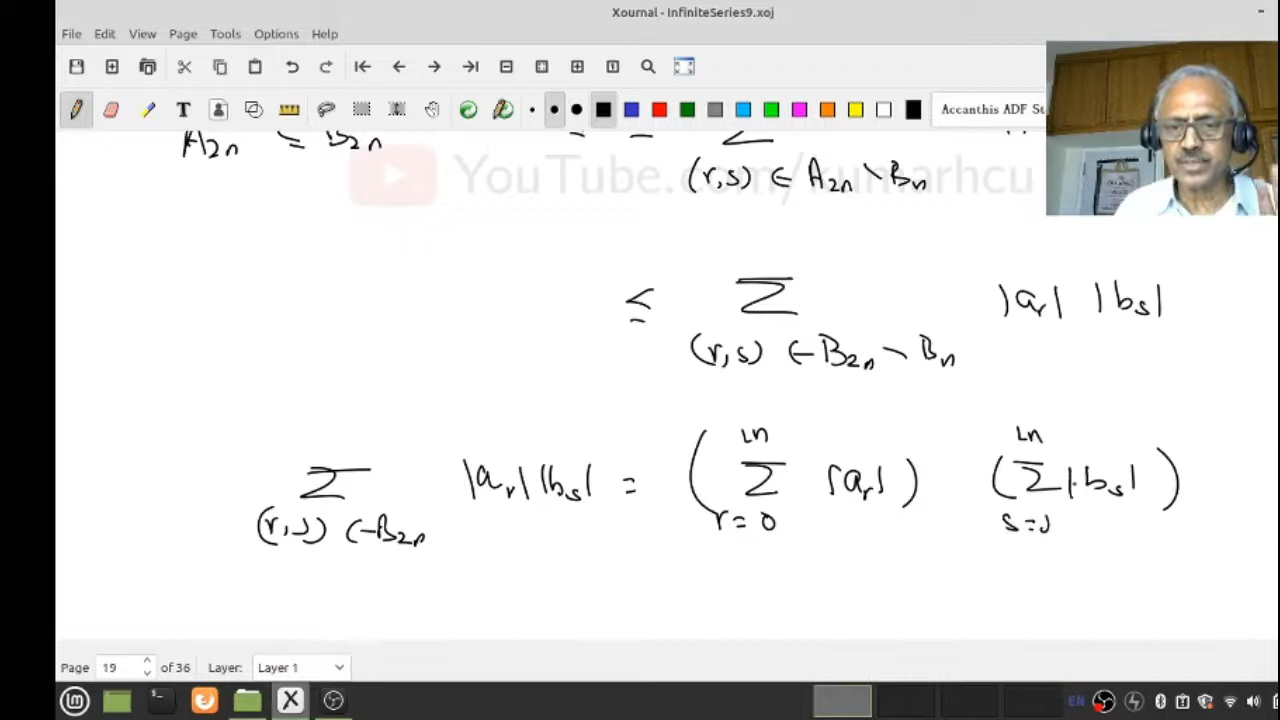 Xournal - InfiniteSeries9.xoj
File Edit View Page Tools Options Help
Accanthis ADF St
A₂ₙ ⊆ B₂ₙ ≤ Σ
YouTube.com/kumarhcu
(r,s) ∈ A₂ₙ \ Bₙ
≤ Σ |aᵣ| |bₛ|
(r,s) ∈ B₂ₙ \ Bₙ
2n 2n
Σ |aᵣ| |bₛ| = ( Σ |aᵣ| ) ( Σ |bₛ| )
(r,s) ∈ B₂ₙ r=0 s=0
Page 19 of 36 Layer: Layer 1
EN